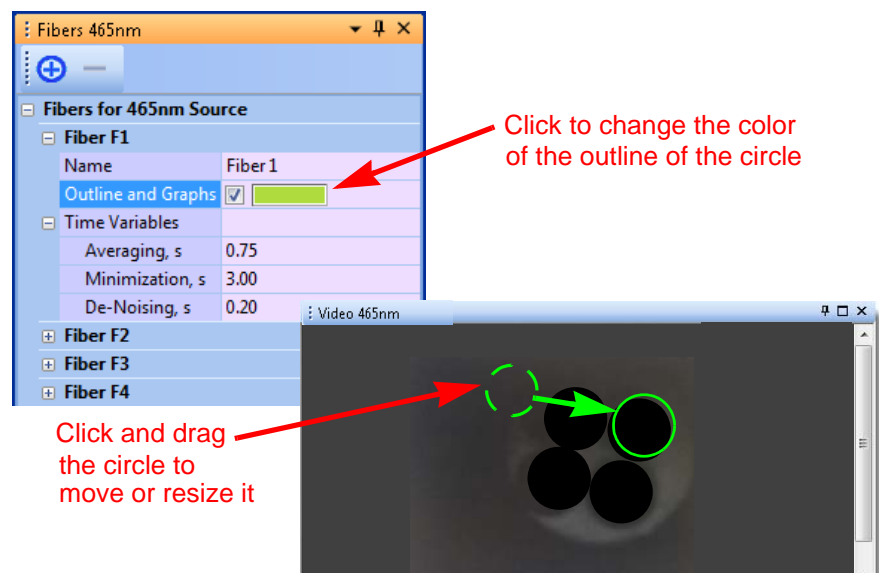 Fibers 465nm
Fibers for 465nm Source
Fiber F1
Name Fiber 1
Outline and Graphs
Time Variables
Averaging, s 0.75
Minimization, s 3.00
De-Noising, s 0.20
Fiber F2
Fiber F3
Fiber F4
Click to change the color
of the outline of the circle
Video 465nm
Click and drag
the circle to
move or resize it